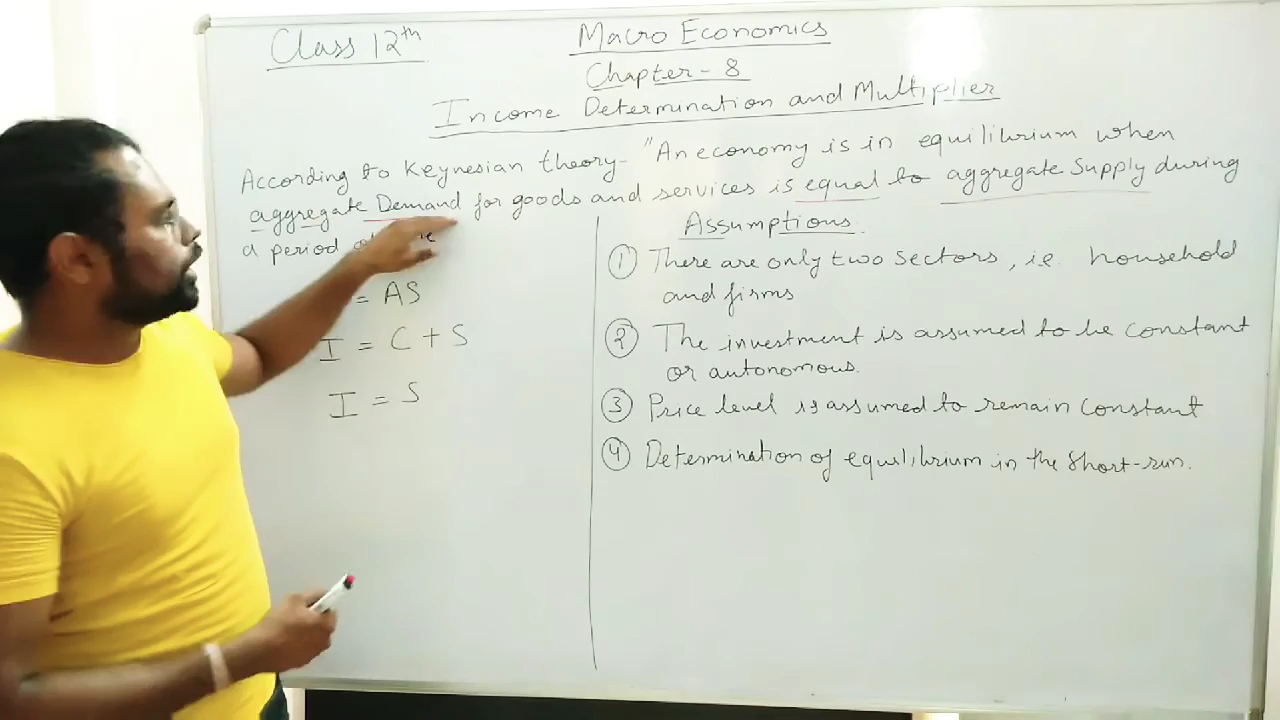 Class 12th
Macro Economics
Chapter - 8
Income Determination and Multiplier
According to Keynesian theory - "An economy is in equilibrium when
aggregate Demand for goods and services is equal to aggregate Supply during
a period
= AS
I = C + S
I = S
Assumptions
① There are only two sectors, i.e. household
and firms
② The investment is assumed to be constant
or autonomous.
③ Price level is assumed to remain constant
④ Determination of equilibrium in the short-run.